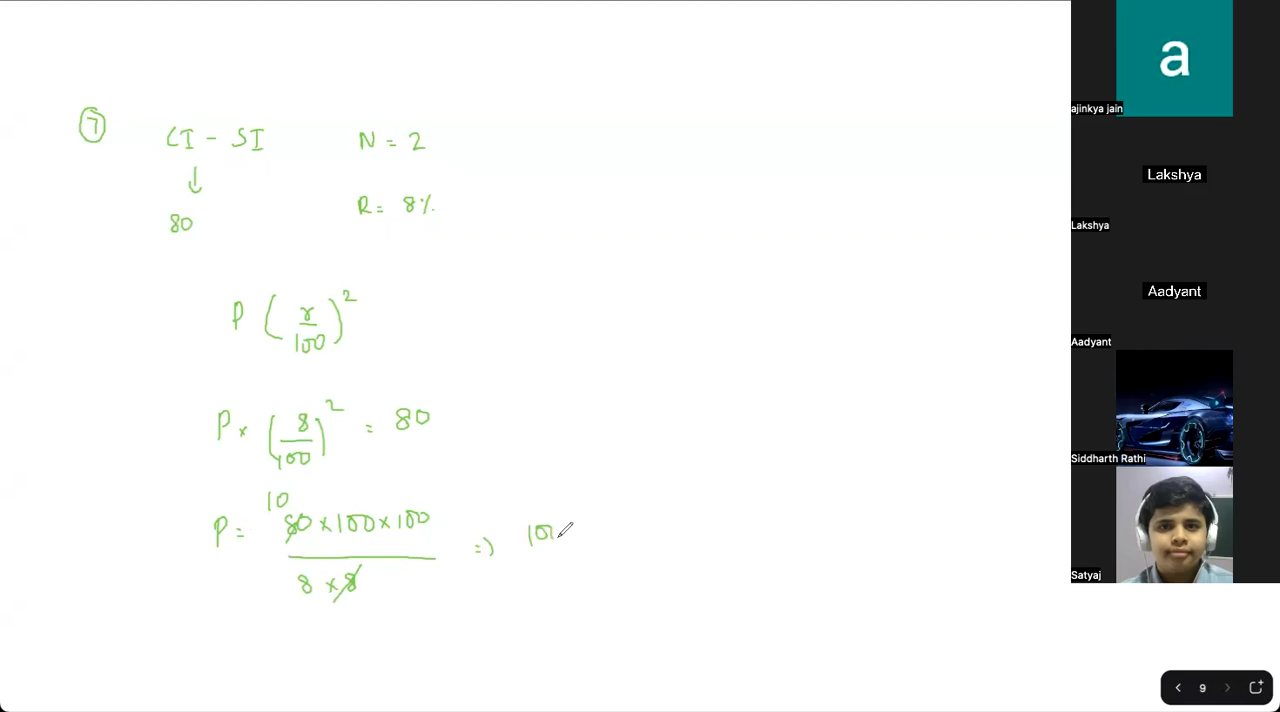 7 CI - SI N = 2
↓
80 R = 8%
P (r/100)²
P × (8/100)² = 80
10
P = 80 × 100 × 100 / 8 × 8 => 100
a
ajinkya jain
Lakshya
Lakshya
Aadyant
Aadyant
Siddharth Rathi
Satyaj
9